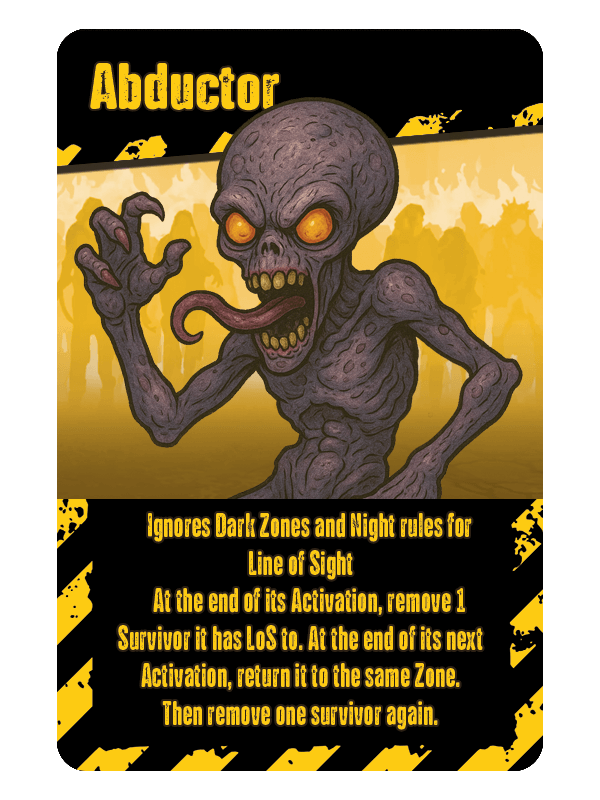 Abductor
Ignores Dark Zones and Night rules for
Line of Sight
At the end of its Activation, remove 1
Survivor it has LoS to. At the end of its next
Activation, return it to the same Zone.
Then remove one survivor again.